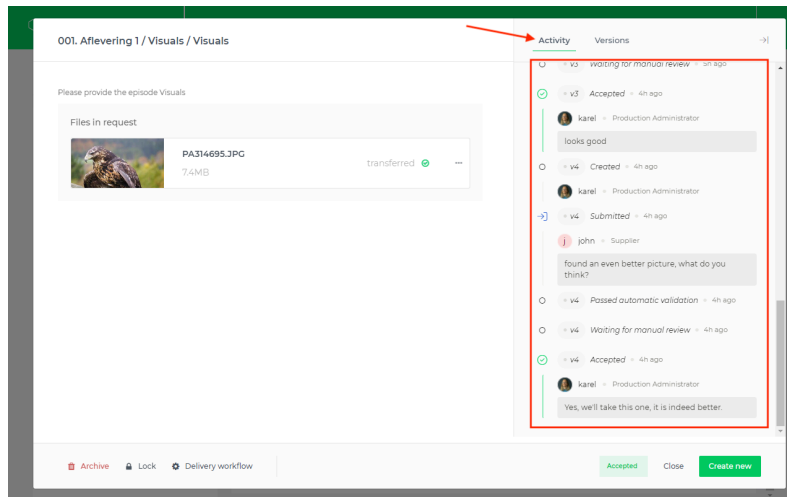 001. Aflevering 1 / Visuals / Visuals
Please provide the episode Visuals
Files in request
PA314695.JPG
7.4MB
transferred
Activity
Versions
v3 Waiting for manual review 5h ago
v3 Accepted 4h ago
karel Production Administrator
looks good
v4 Created 4h ago
karel Production Administrator
v4 Submitted 4h ago
j john Supplier
found an even better picture, what do you
think?
v4 Passed automatic validation 4h ago
v4 Waiting for manual review 4h ago
v4 Accepted 4h ago
karel Production Administrator
Yes, we'll take this one, it is indeed better.
Archive Lock Delivery workflow
Accepted Close Create new